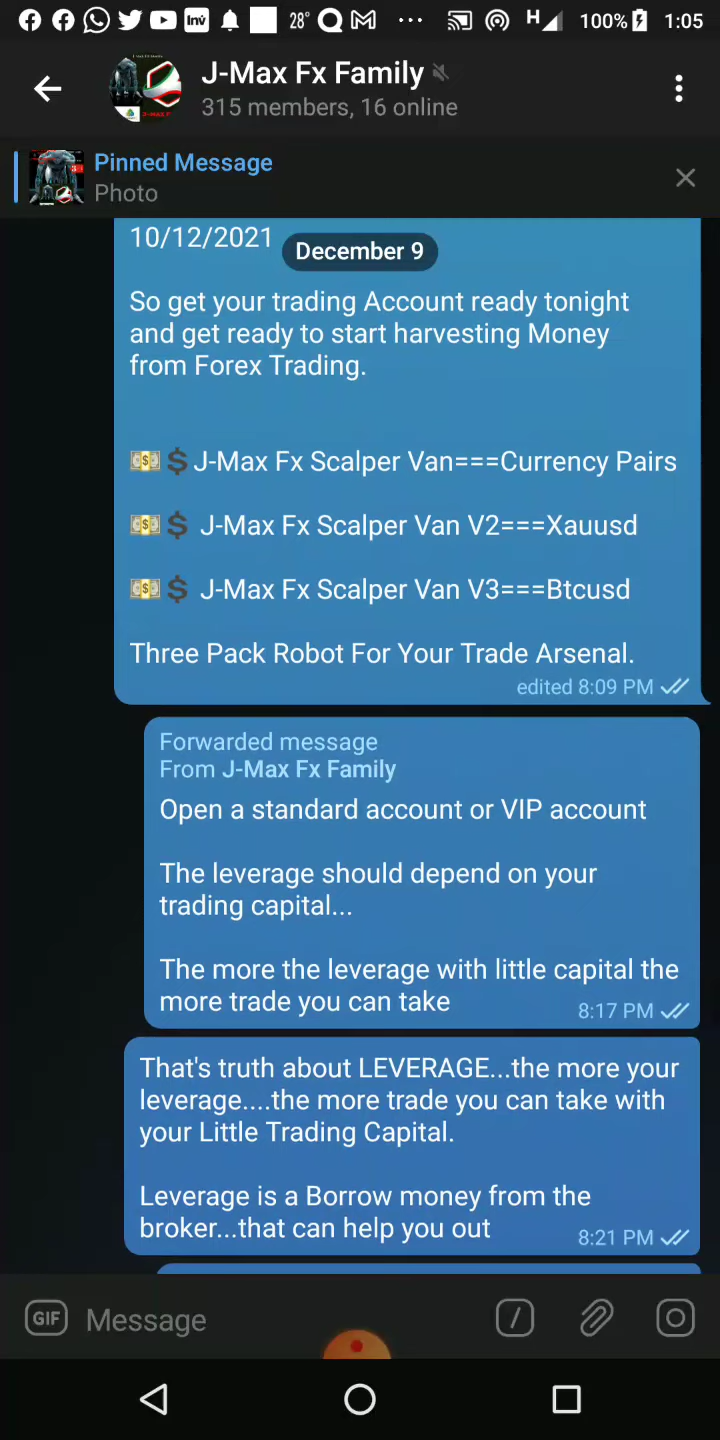 28° 100% 1:05
J-Max Fx Family
315 members, 16 online
Pinned Message
Photo
10/12/2021
December 9
So get your trading Account ready tonight
and get ready to start harvesting Money
from Forex Trading.
💵💲J-Max Fx Scalper Van===Currency Pairs
💵💲 J-Max Fx Scalper Van V2===Xauusd
💵💲 J-Max Fx Scalper Van V3===Btcusd
Three Pack Robot For Your Trade Arsenal.
edited 8:09 PM
Forwarded message
From J-Max Fx Family
Open a standard account or VIP account
The leverage should depend on your
trading capital...
The more the leverage with little capital the
more trade you can take
8:17 PM
That's truth about LEVERAGE...the more your
leverage....the more trade you can take with
your Little Trading Capital.
Leverage is a Borrow money from the
broker...that can help you out
8:21 PM
GIF Message